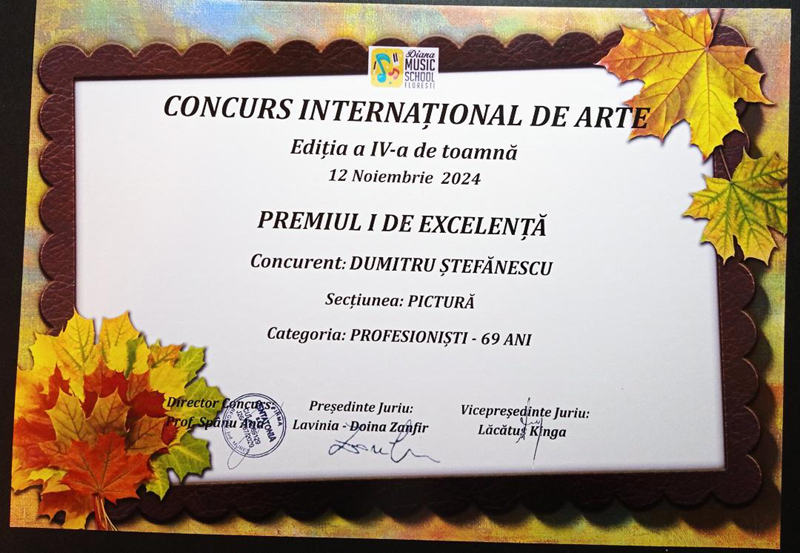 Diana
MUSIC
SCHOOL
FLOREȘTI
CONCURS INTERNAȚIONAL DE ARTE
Ediția a IV-a de toamnă
12 Noiembrie 2024
PREMIUL I DE EXCELENȚĂ
Concurent: DUMITRU ȘTEFĂNESCU
Secțiunea: PICTURĂ
Categoria: PROFESIONIȘTI - 69 ANI
Director Concurs:
Prof. Spânu Ana
Președinte Juriu:
Lavinia - Doina Zanfir
Vicepreședinte Juriu:
Lăcătuș Kinga